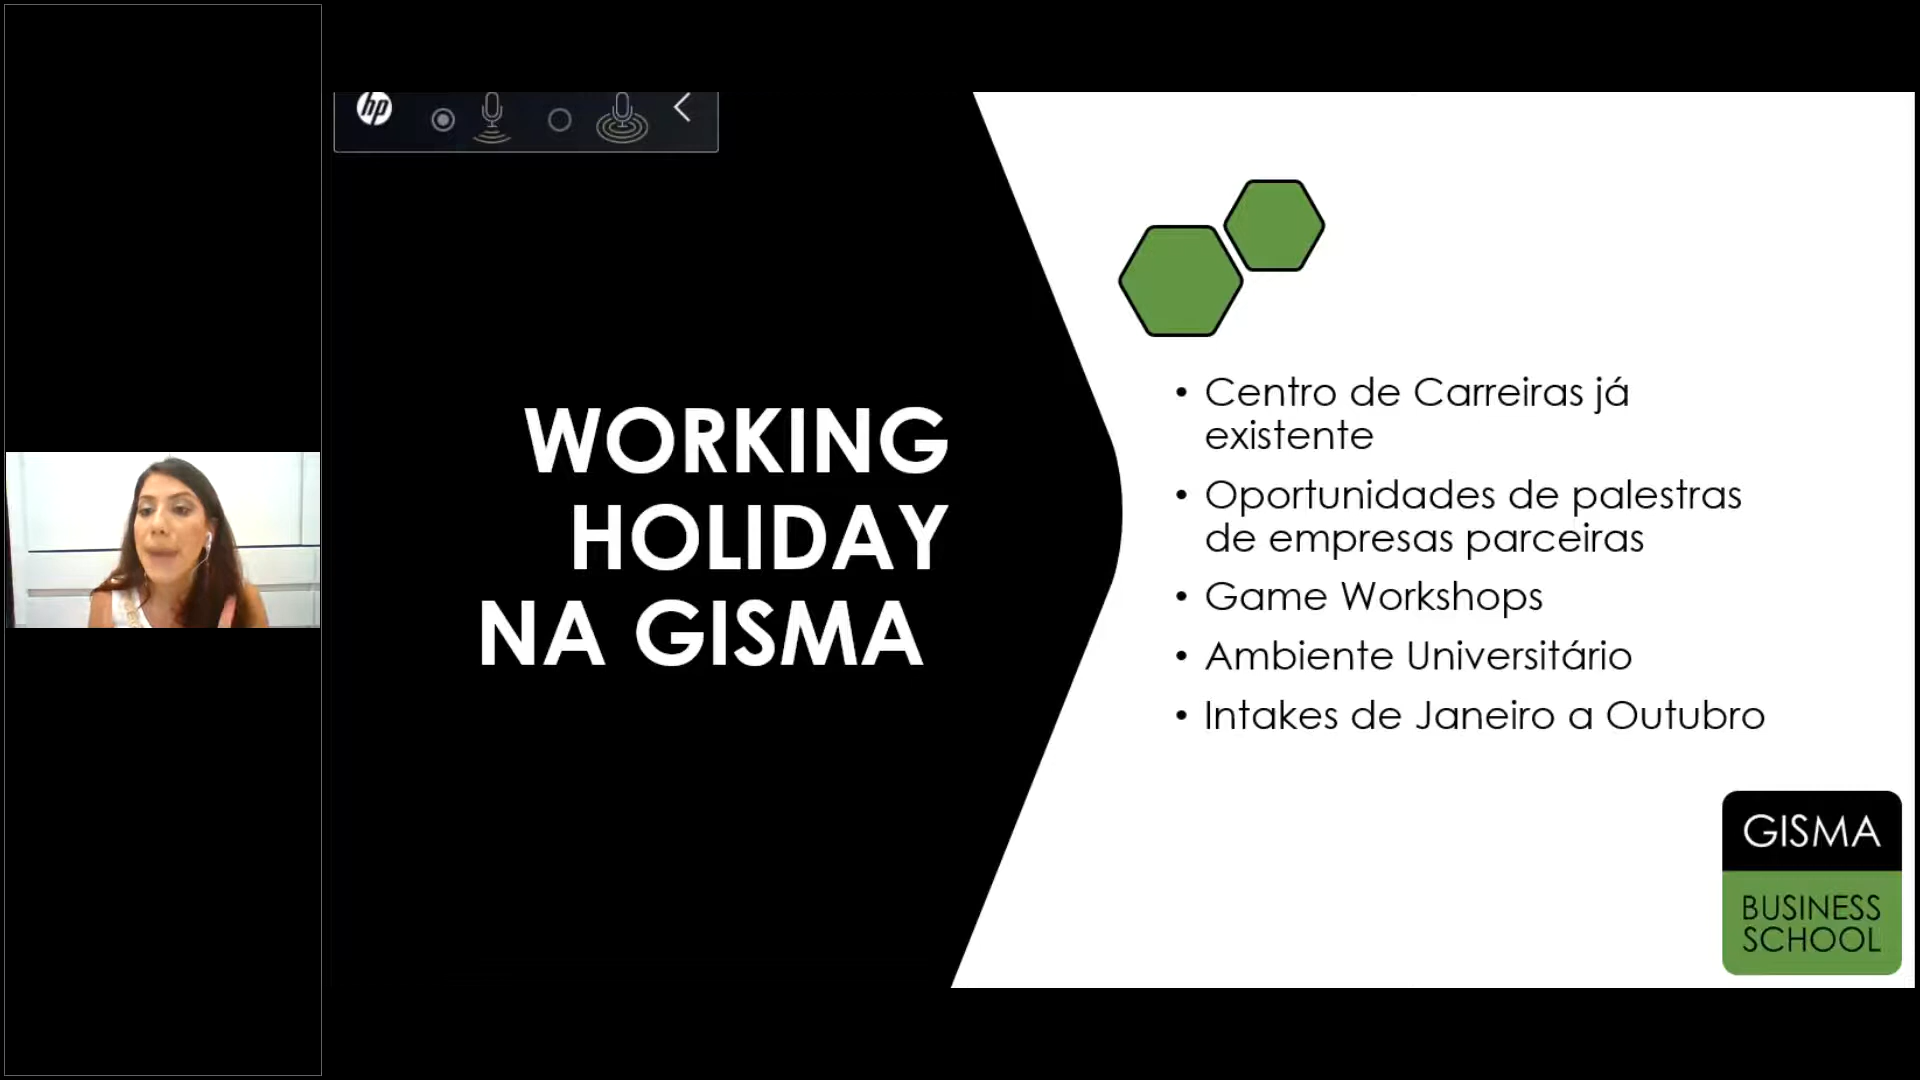 hp
WORKING
HOLIDAY
NA GISMA
• Centro de Carreiras já
existente
• Oportunidades de palestras
de empresas parceiras
• Game Workshops
• Ambiente Universitário
• Intakes de Janeiro a Outubro
GISMA
BUSINESS
SCHOOL